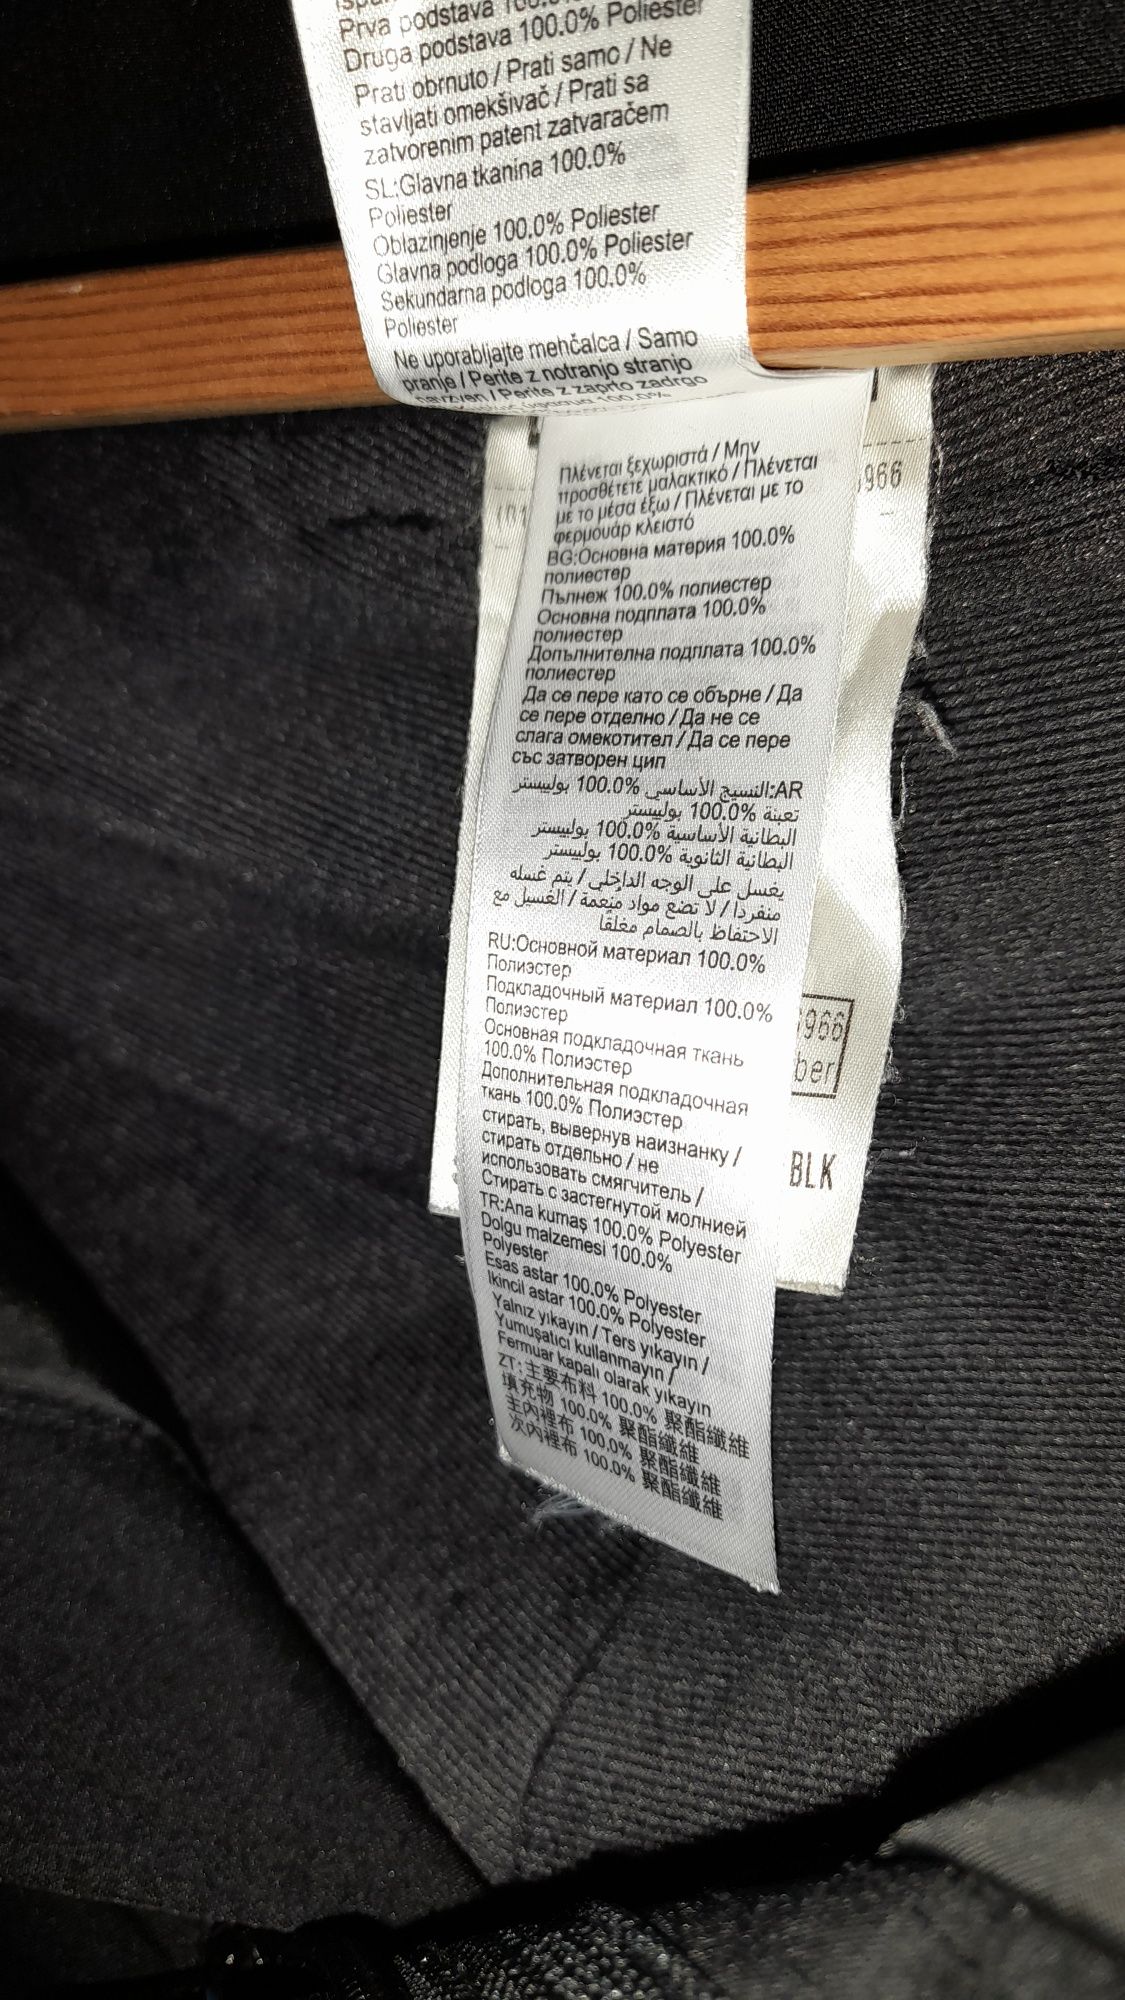 Prva podstava
Druga podstava 100.0% Poliester
Prati obrnuto / Prati samo / Ne
stavljati omekšivač / Prati sa
zatvorenim patent zatvaračem
SL:Glavna tkanina 100.0%
Poliester
Oblazinjenje 100.0% Poliester
Glavna podloga 100.0% Poliester
Sekundarna podloga 100.0%
Poliester
Ne uporabljajte mehčalca / Samo
pranje / Perite z notranjo stranjo
navzven / Perite z zaprto zadrgo
100.0%
Πλένεται ξεχωριστά / Μην
προσθέτετε μαλακτικό / Πλένεται
με το μέσα έξω / Πλένεται με το
φερμουάρ κλειστό
BG:Основна материя 100.0%
полиестер
Пълнеж 100.0% полиестер
Основна подплата 100.0%
полиестер
Допълнителна подплата 100.0%
полиестер
Да се пере като се обърне / Да
се пере отделно / Да не се
слага омекотител / Да се пере
със затворен цип
AR:النسيج الأساسي 100.0% بوليستر
تعبئة 100.0% بوليستر
البطانية الأساسية 100.0% بوليستر
البطانية الثانوية 100.0% بوليستر
يغسل على الوجه الداخلي / يتم غسله
منفردا / لا تضع مواد منعمة / الغسيل مع
الاحتفاظ بالصمام مغلقا
RU:Основной материал 100.0%
Полиэстер
Подкладочный материал 100.0%
Полиэстер
Основная подкладочная ткань
100.0% Полиэстер
Дополнительная подкладочная
ткань 100.0% Полиэстер
стирать, вывернув наизнанку /
стирать отдельно / не
использовать смягчитель /
Стирать с застегнутой молнией
TR:Ana kumaş 100.0% Polyester
Dolgu malzemesi 100.0%
Polyester
Esas astar 100.0% Polyester
Ikincil astar 100.0% Polyester
Yalnız yıkayın / Ters yıkayın /
Yumuşatıcı kullanmayın /
Fermuar kapalı olarak yıkayın
ZT:主要布料 100.0% 聚酯纖維
填充物 100.0% 聚酯纖維
主內裡布 100.0% 聚酯纖維
次內裡布 100.0% 聚酯纖維
966
966
ber
BLK